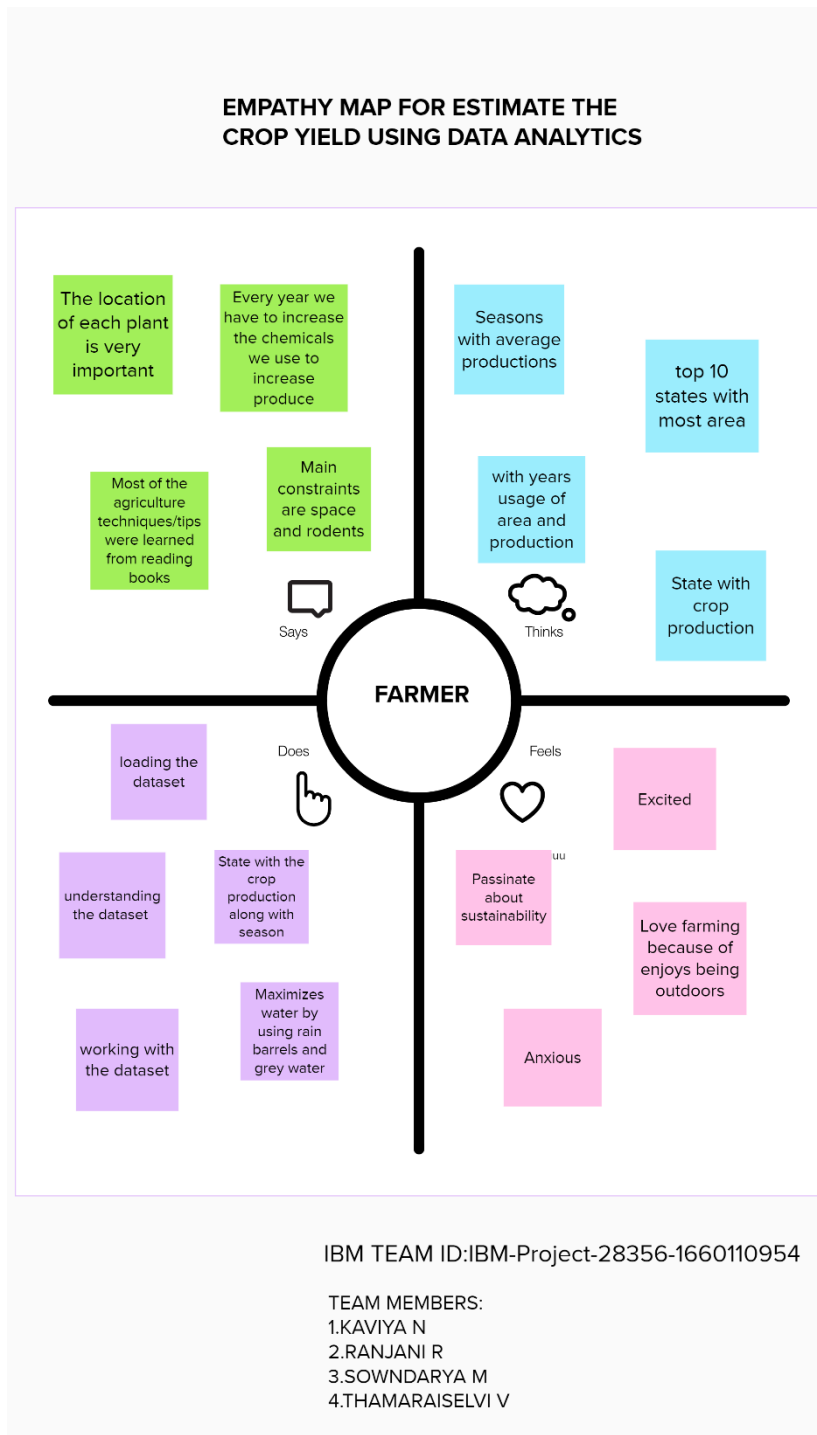 EMPATHY MAP FOR ESTIMATE THE
CROP YIELD USING DATA ANALYTICS
The location
of each plant
is very
important
Every year we
have to increase
the chemicals
we use to
increase
produce
Most of the
agriculture
techniques/tips
were learned
from reading
books
Main
constraints
are space
and rodents
Says
Seasons
with average
productions
top 10
states with
most area
with years
usage of
area and
production
State with
crop
production
Thinks
FARMER
Does
loading the
dataset
understanding
the dataset
State with the
crop
production
along with
season
working with
the dataset
Maximizes
water by
using rain
barrels and
grey water
Feels
Excited
uu
Passinate
about
sustainability
Love farming
because of
enjoys being
outdoors
Anxious
IBM TEAM ID:IBM-Project-28356-1660110954
TEAM MEMBERS:
1.KAVIYA N
2.RANJANI R
3.SOWNDARYA M
4.THAMARAISELVI V